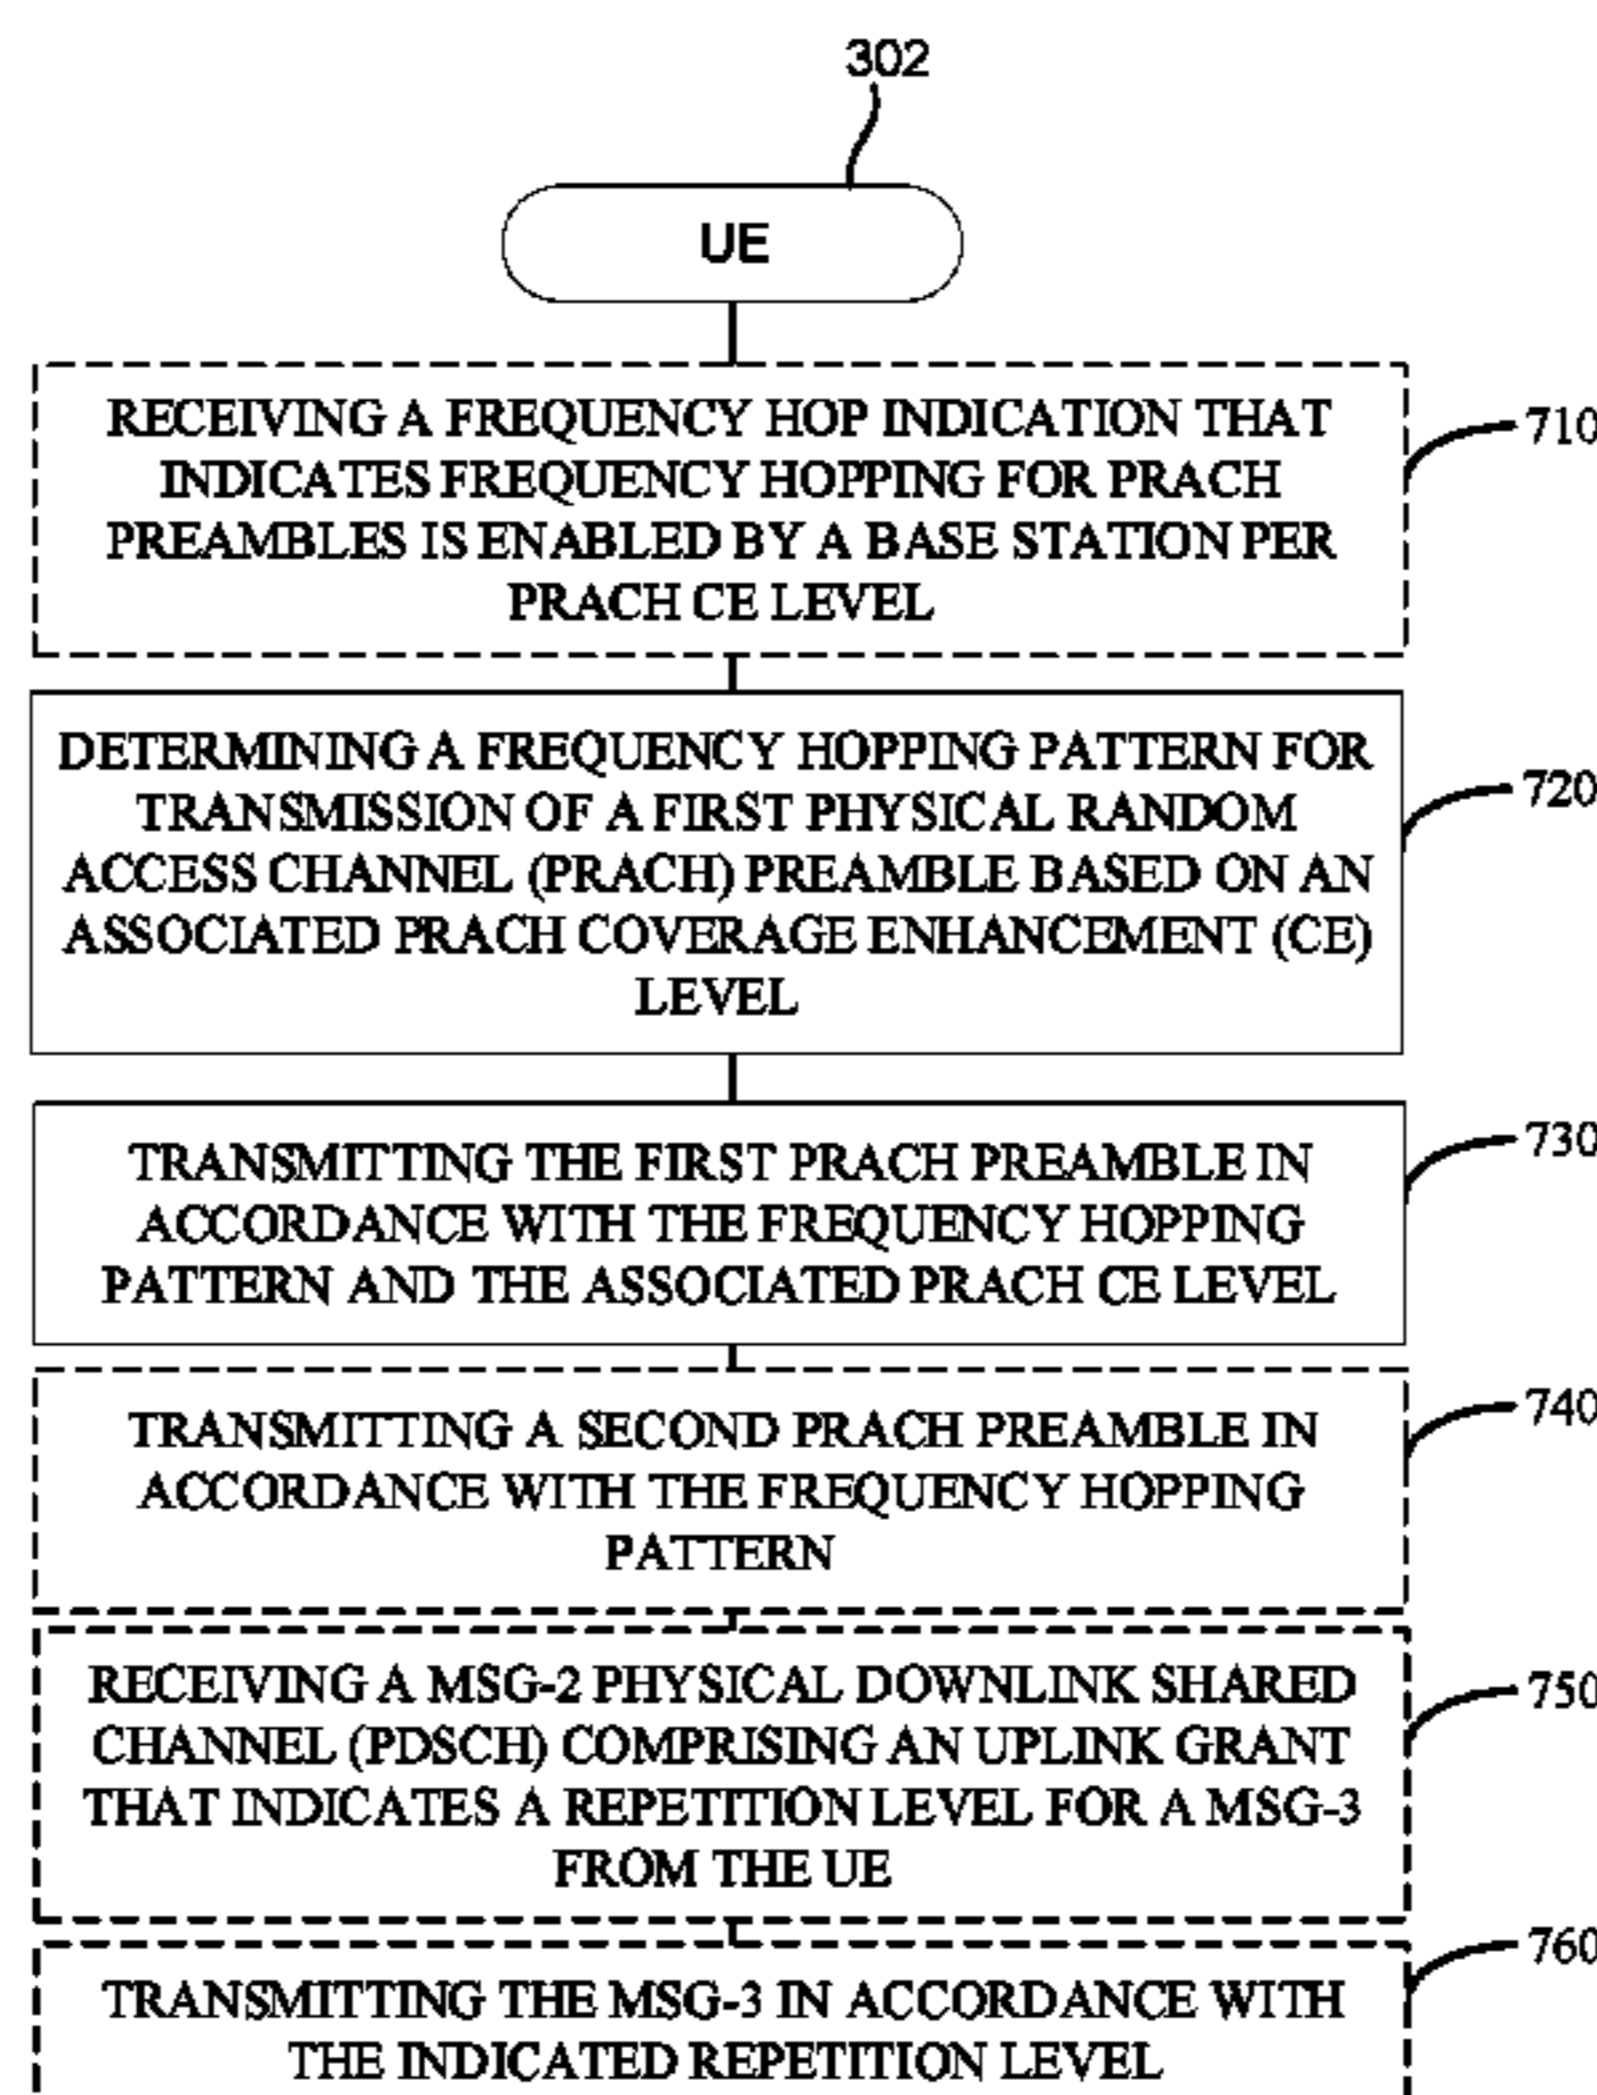 302
UE
RECEIVING A FREQUENCY HOP INDICATION THAT
INDICATES FREQUENCY HOPPING FOR PRACH
PREAMBLES IS ENABLED BY A BASE STATION PER
PRACH CE LEVEL
710
DETERMINING A FREQUENCY HOPPING PATTERN FOR
TRANSMISSION OF A FIRST PHYSICAL RANDOM
ACCESS CHANNEL (PRACH) PREAMBLE BASED ON AN
ASSOCIATED PRACH COVERAGE ENHANCEMENT (CE)
LEVEL
720
TRANSMITTING THE FIRST PRACH PREAMBLE IN
ACCORDANCE WITH THE FREQUENCY HOPPING
PATTERN AND THE ASSOCIATED PRACH CE LEVEL
730
TRANSMITTING A SECOND PRACH PREAMBLE IN
ACCORDANCE WITH THE FREQUENCY HOPPING
PATTERN
740
RECEIVING A MSG-2 PHYSICAL DOWNLINK SHARED
CHANNEL (PDSCH) COMPRISING AN UPLINK GRANT
THAT INDICATES A REPETITION LEVEL FOR A MSG-3
FROM THE UE
750
TRANSMITTING THE MSG-3 IN ACCORDANCE WITH
THE INDICATED REPETITION LEVEL
760